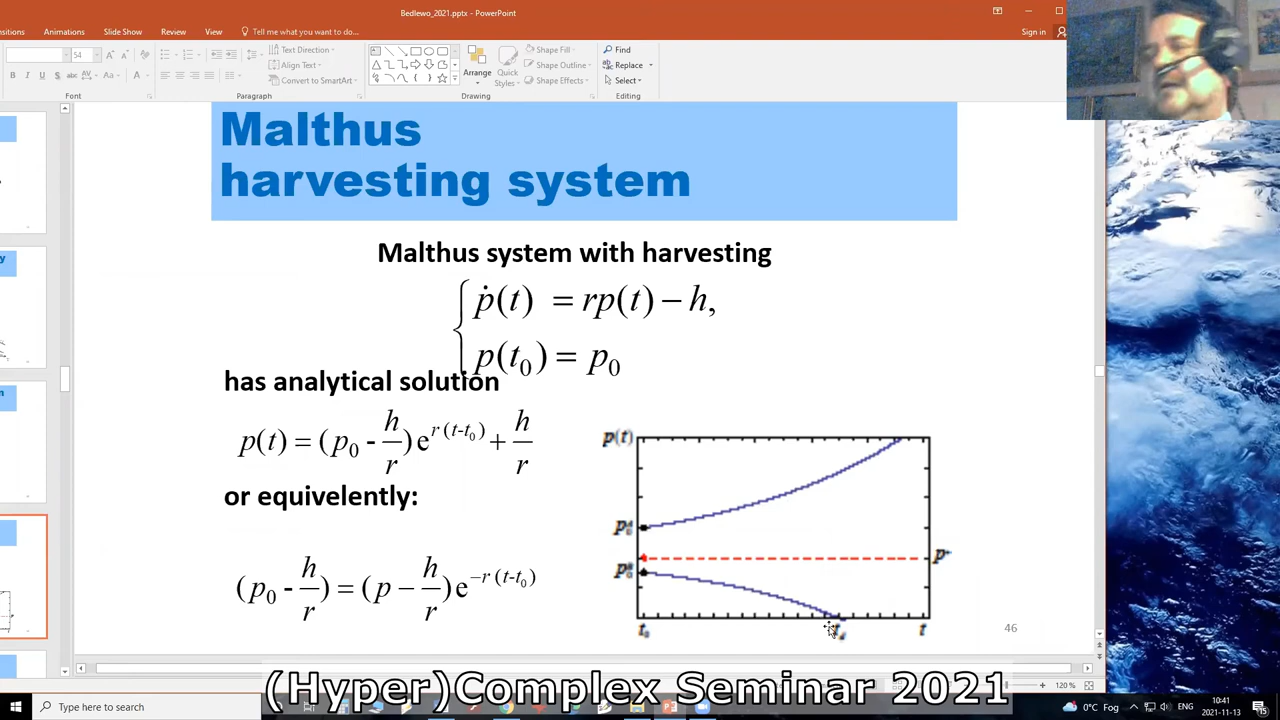 Bedlewo_2021.pptx - PowerPoint
nsitions Animations Slide Show Review View Tell me what you want to do... Sign in
54
Text Direction
Align Text
Convert to SmartArt
Arrange
Quick Styles
Shape Fill
Shape Outline
Shape Effects
Find
Replace
Select
Font Paragraph Drawing Editing
Malthus
harvesting system
Malthus system with harvesting
ṗ(t) = rp(t) − h,
p(t₀) = p₀
has analytical solution
p(t) = (p₀ - h/r) e^{r(t-t₀)} + h/r
or equivelently:
(p₀ - h/r) = (p − h/r) e^{−r(t-t₀)}
p(t)
p*
t₀
t
46
(Hyper)Complex Seminar 2021
120 %
Type here to search
0°C Fog
ENG
10:41
2021-11-13
15